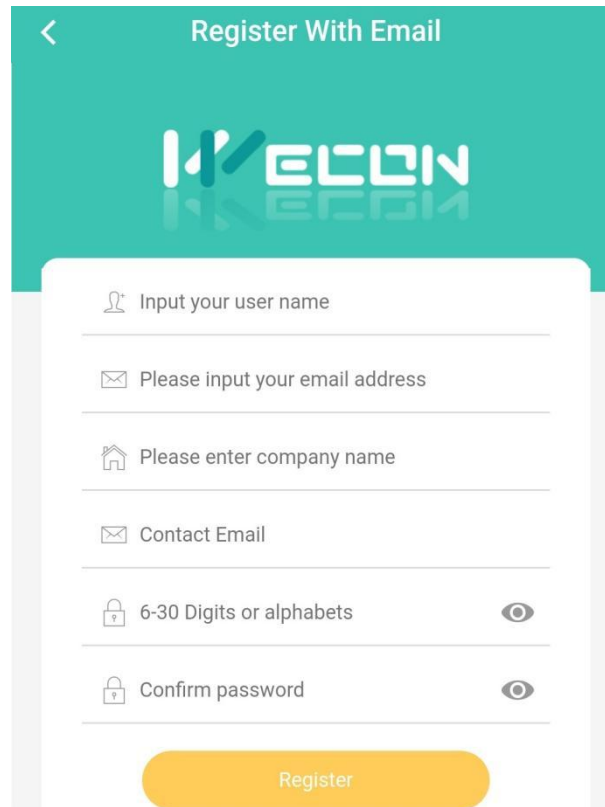 Register With Email
WECON
Input your user name
Please input your email address
Please enter company name
Contact Email
6-30 Digits or alphabets
Confirm password
Register